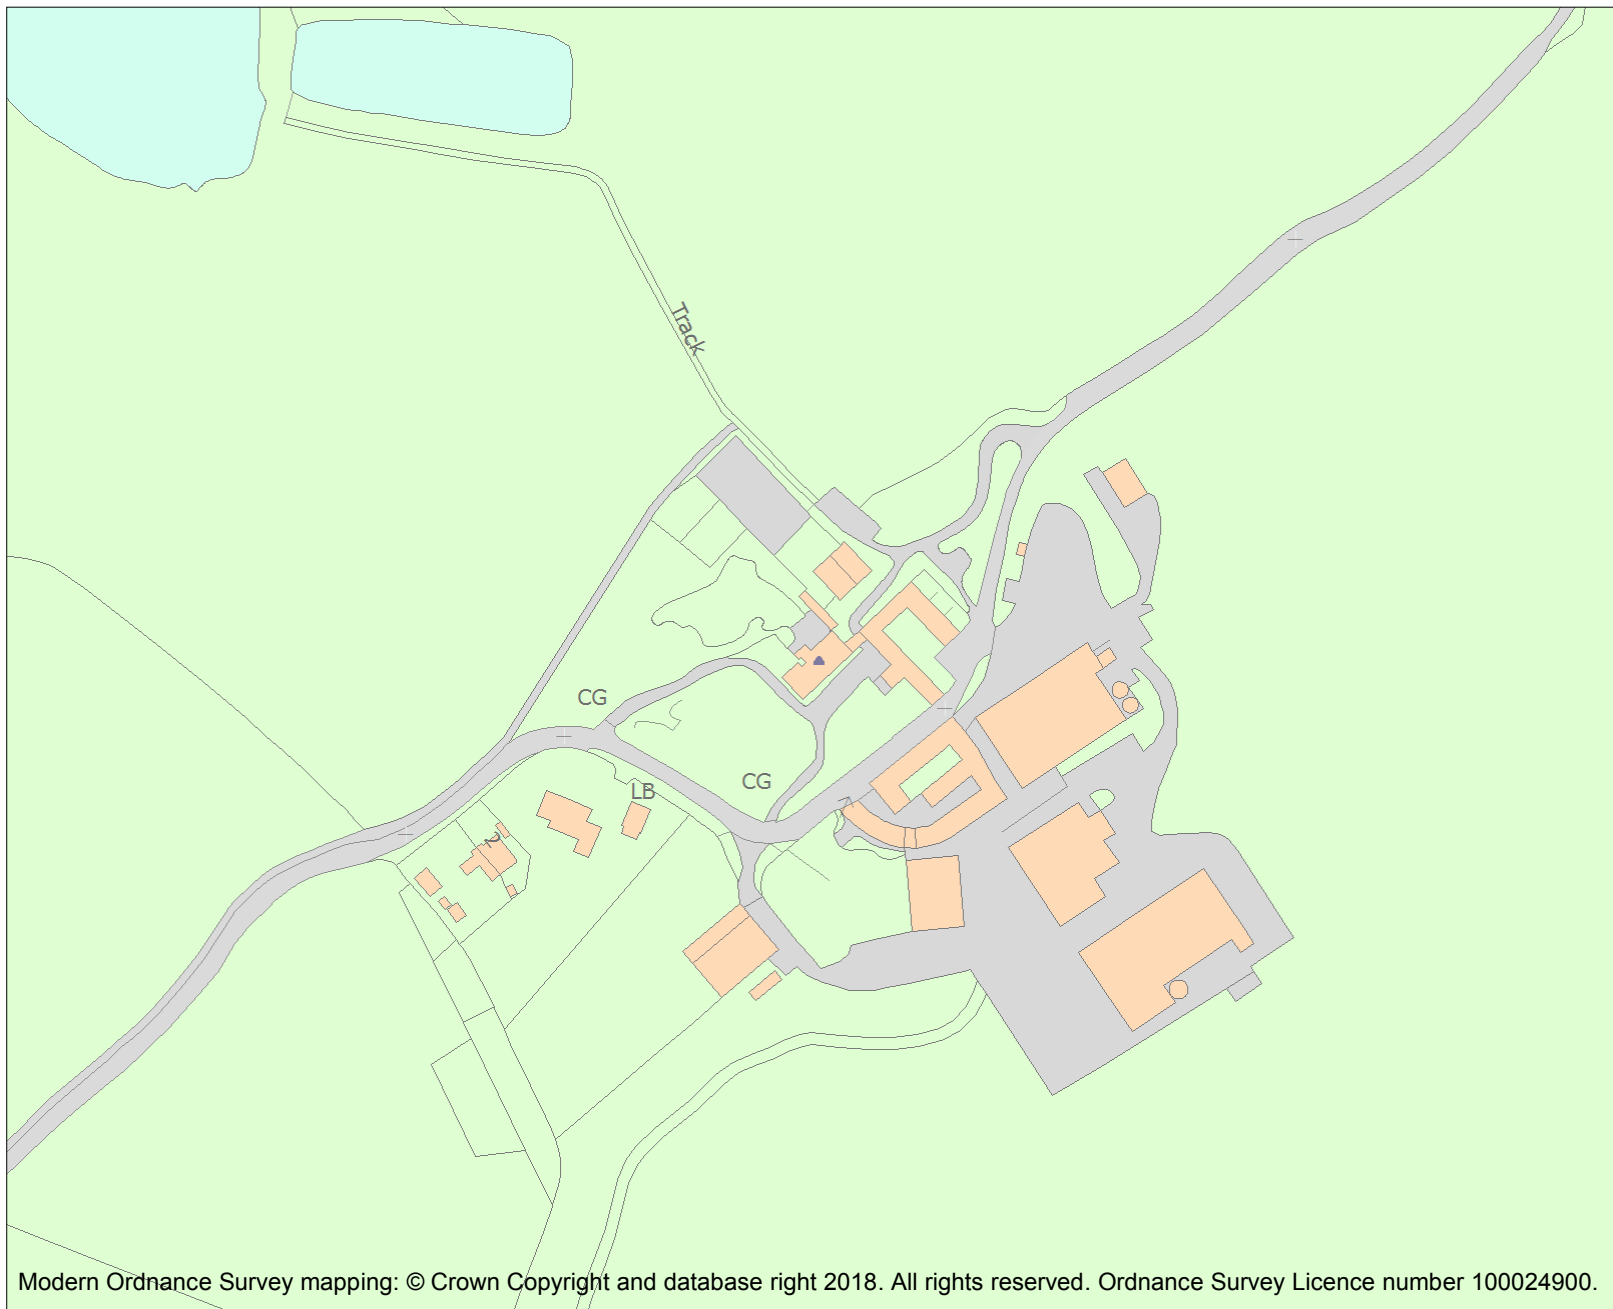 Track
CG
CG
LB
2
Modern Ordnance Survey mapping: © Crown Copyright and database right 2018. All rights reserved. Ordnance Survey Licence number 100024900.